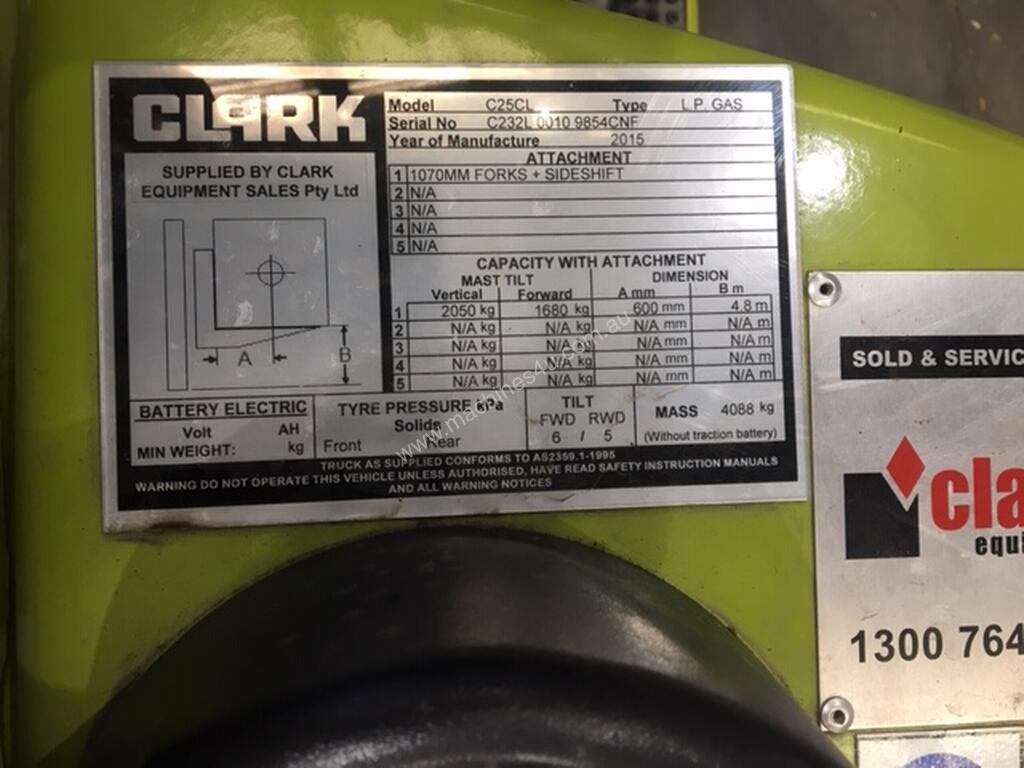 CLARK
SUPPLIED BY CLARK
EQUIPMENT SALES Pty Ltd
A
B
Model C25CL Type L.P. GAS
Serial No C232L 0010 9854CNF
Year of Manufacture 2015
ATTACHMENT
1 1070MM FORKS + SIDESHIFT
2 N/A
3 N/A
4 N/A
5 N/A
CAPACITY WITH ATTACHMENT
MAST TILT DIMENSION
Vertical Forward A mm B m
1 2050 kg 1680 kg 600 mm 4.8 m
2 N/A kg N/A kg N/A mm N/A m
3 N/A kg N/A kg N/A mm N/A m
4 N/A kg N/A kg N/A mm N/A m
5 N/A kg N/A kg N/A mm N/A m
BATTERY ELECTRIC
Volt AH
MIN WEIGHT: kg
TYRE PRESSURE kPa
Solids
Front Rear
TILT
FWD RWD
6 / 5
MASS 4088 kg
(Without traction battery)
TRUCK AS SUPPLIED CONFORMS TO AS2359.1-1995
WARNING DO NOT OPERATE THIS VEHICLE UNLESS AUTHORISED, HAVE READ SAFETY INSTRUCTION MANUALS
AND ALL WARNING NOTICES
www.machines4u.com.au
SOLD & SERVIC
cla
equi
1300 764